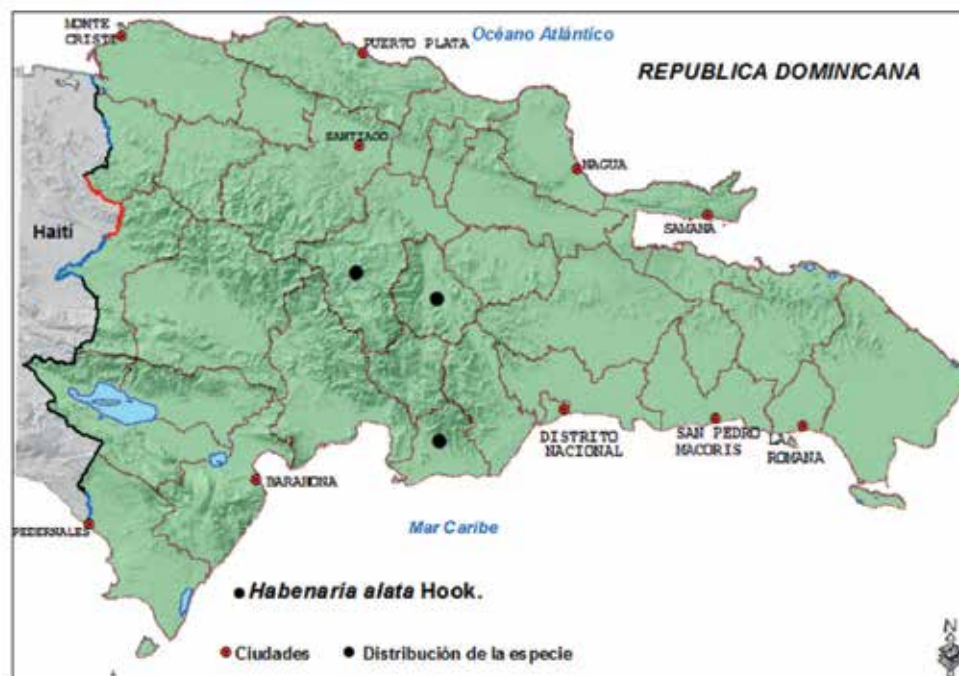 MONTE
CRISTI
PUERTO PLATA
Océano Atlántico
REPUBLICA DOMINICANA
SANTIAGO
NAGUA
SAMANA
Haití
DISTRITO
NACIONAL
SAN PEDRO
MACORIS
LA
ROMANA
BARAHONA
PEDERNALES
Mar Caribe
Habenaria alata Hook.
Ciudades
Distribución de la especie
N